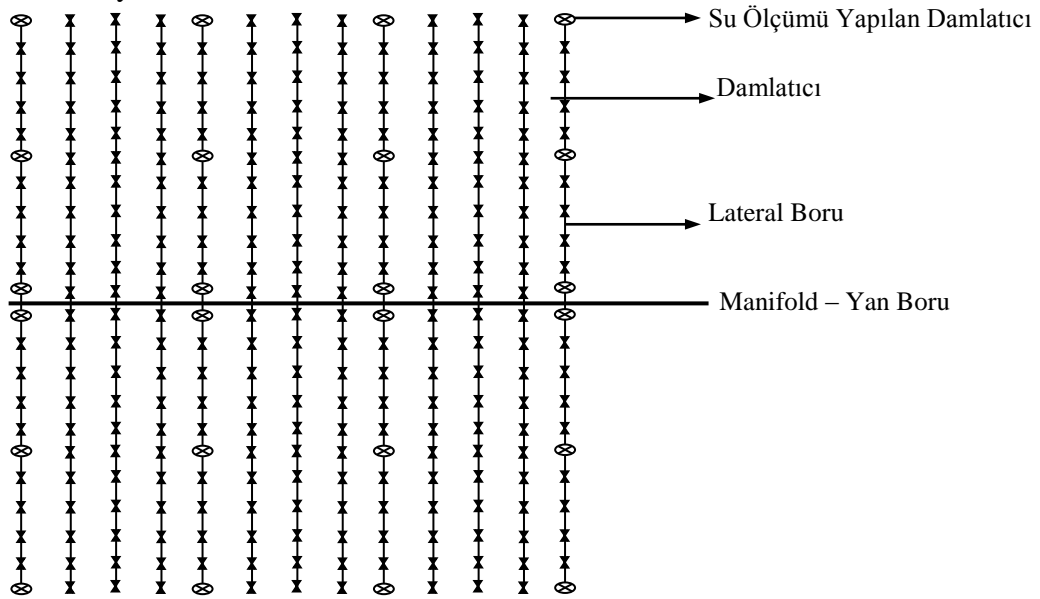 Su Ölçümü Yapılan Damlatıcı
Damlatıcı
Lateral Boru
Manifold – Yan Boru